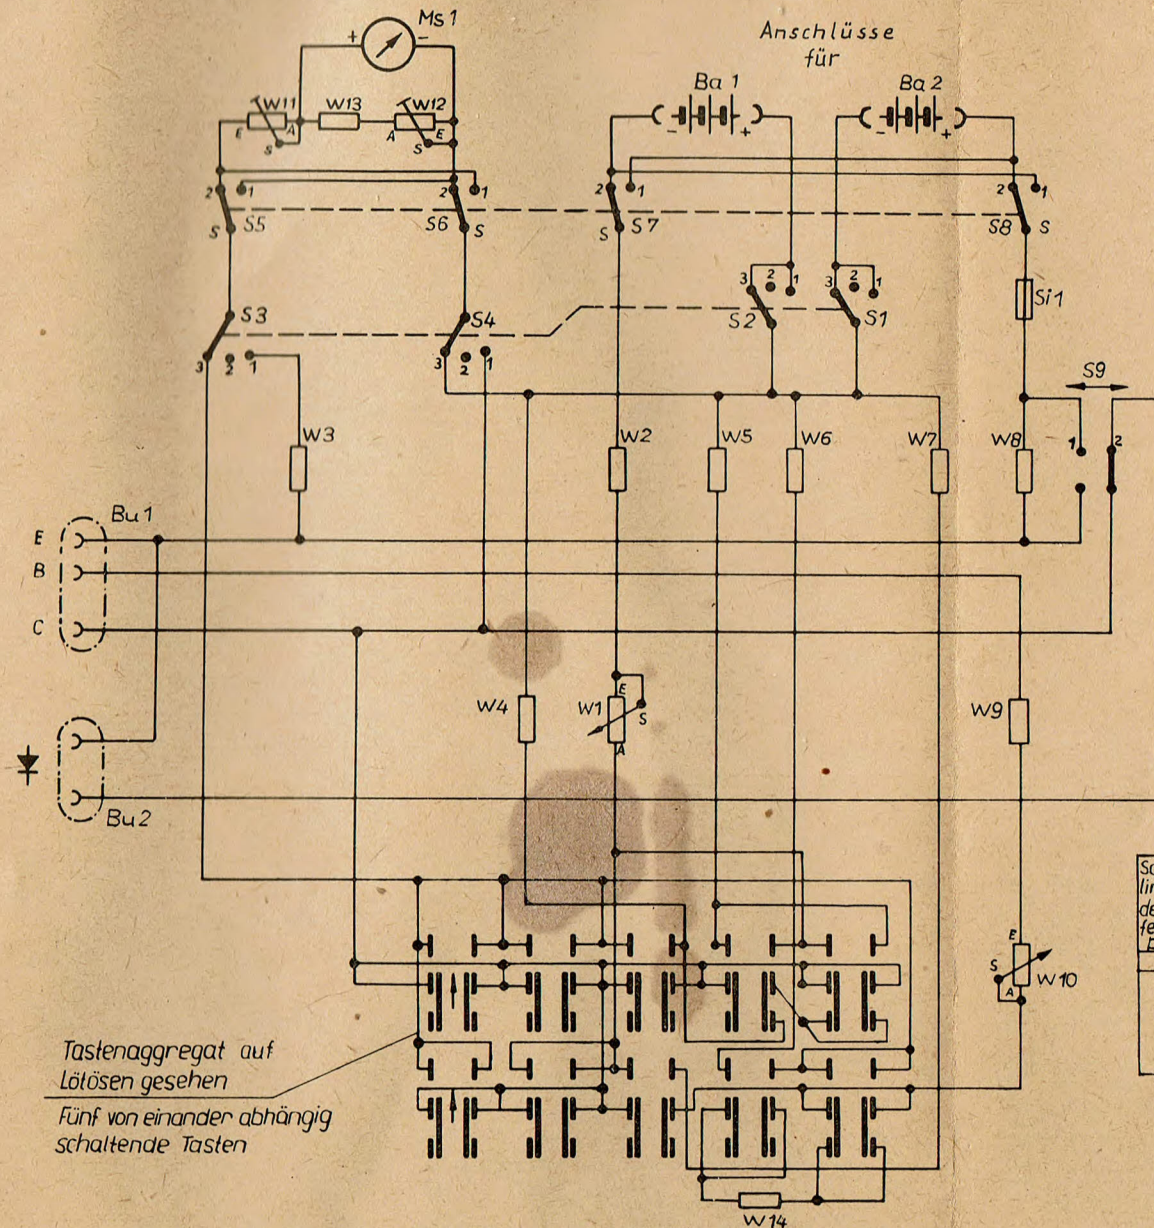 Ms 1
+ -
Anschlüsse
für
Ba 1
Ba 2
- +
- +
W11
W13
W12
E A
S
A E
S
2 1
2 1
2 1
2 1
S S5
S6 S
S S7
S8 S
3 2 1
3 2 1
S2
S1
Si1
S3
S4
3 2 1
3 2 1
S9
W3
W2
W5
W6
W7
W8
1
2
Bu 1
E
B
C
W4
W1
E
S
A
W9
Bu 2
E
S
A
W10
Tastenaggregat auf
Lötösen gesehen
Fünf von einander abhängig
schaltende Tasten
W 14